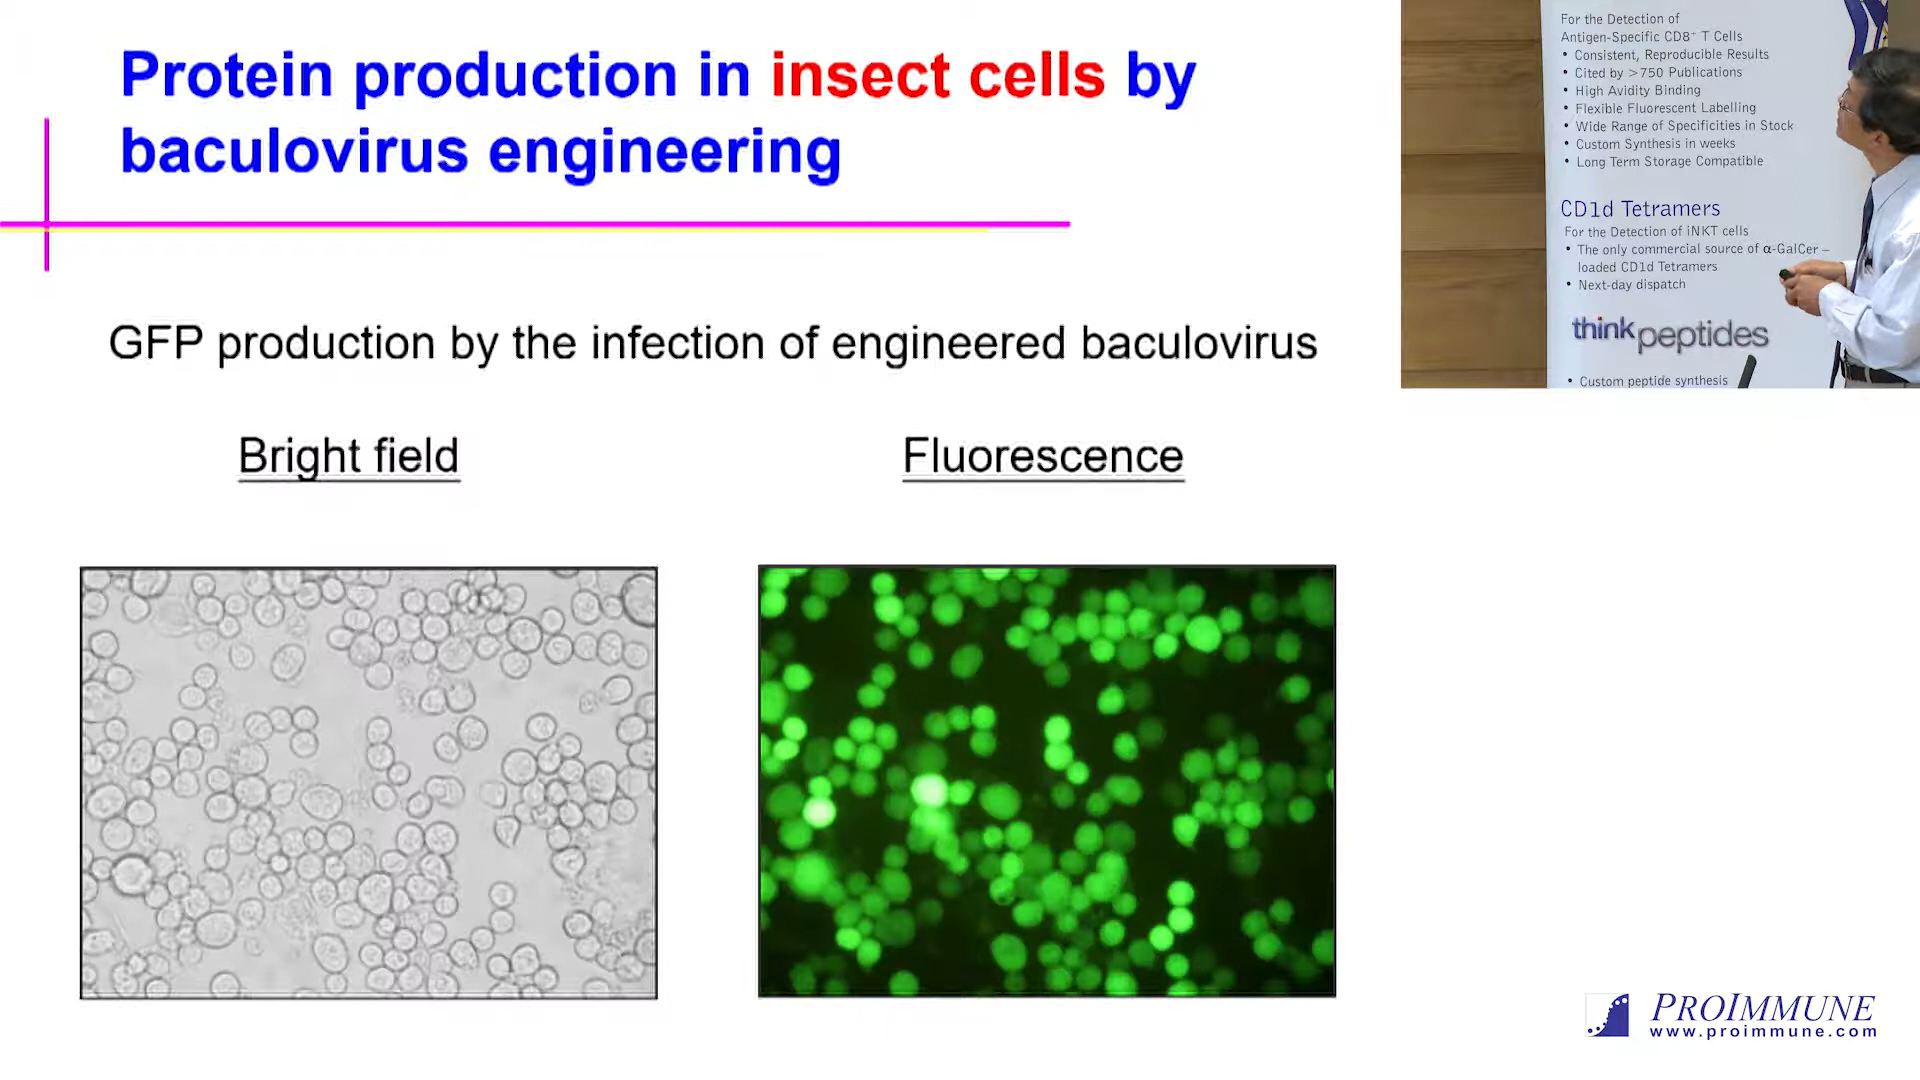 Protein production in insect cells by
baculovirus engineering
GFP production by the infection of engineered baculovirus
Bright field
Fluorescence
For the Detection of
Antigen-Specific CD8⁺ T Cells
• Consistent, Reproducible Results
• Cited by >750 Publications
• High Avidity Binding
• Flexible Fluorescent Labelling
• Wide Range of Specificities in Stock
• Custom Synthesis in weeks
• Long Term Storage Compatible
CD1d Tetramers
For the Detection of iNKT cells
• The only commercial source of α-GalCer –
loaded CD1d Tetramers
• Next-day dispatch
thinkpeptides
• Custom peptide synthesis
PROIMMUNE
www.proimmune.com